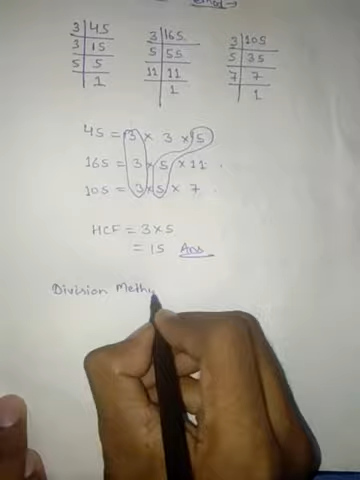 3 | 45
3 | 15
5 | 5
1
3 | 165
5 | 55
11 | 11
1
3 | 105
5 | 35
7 | 7
1
45 = 3 × 3 × 5
165 = 3 × 5 × 11
105 = 3 × 5 × 7
HCF = 3 × 5
= 15 Ans
Division Meth